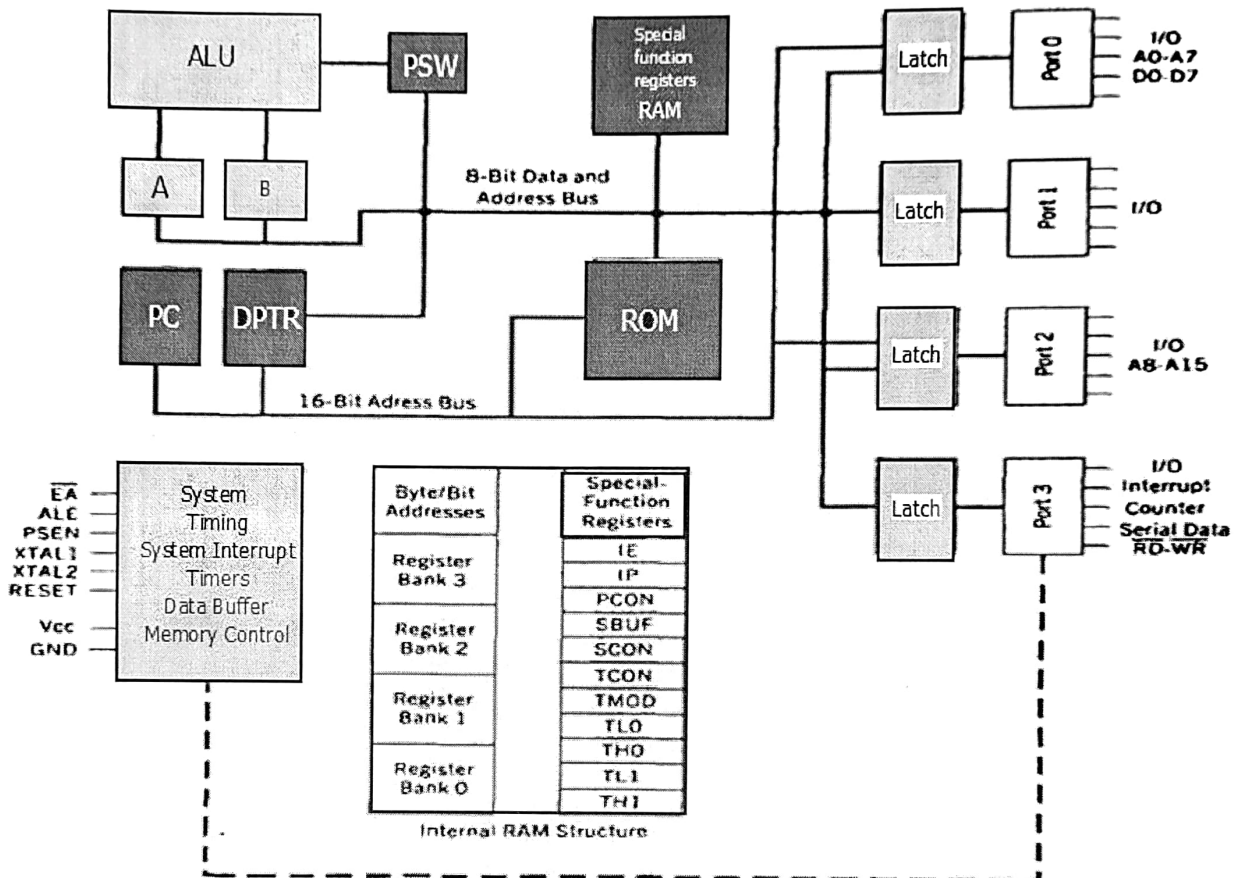 ALU
PSW
Special
function
registers
RAM
Latch
Port 0
I/O
A0-A7
D0-D7
A
B
8-Bit Data and
Address Bus
Latch
Port 1
I/O
PC
DPTR
ROM
Latch
Port 2
I/O
A8-A15
16-Bit Adress Bus
EA
ALE
PSEN
XTAL1
XTAL2
RESET
Vcc
GND
System
Timing
System Interrupt
Timers
Data Buffer
Memory Control
Byte/Bit
Addresses
Register
Bank 3
Register
Bank 2
Register
Bank 1
Register
Bank 0
Special-
Function
Registers
IE
IP
PCON
SBUF
SCON
TCON
TMOD
TL0
TH0
TL1
TH1
Internal RAM Structure
Latch
Port 3
I/O
Interrupt
Counter
Serial Data
RD-WR